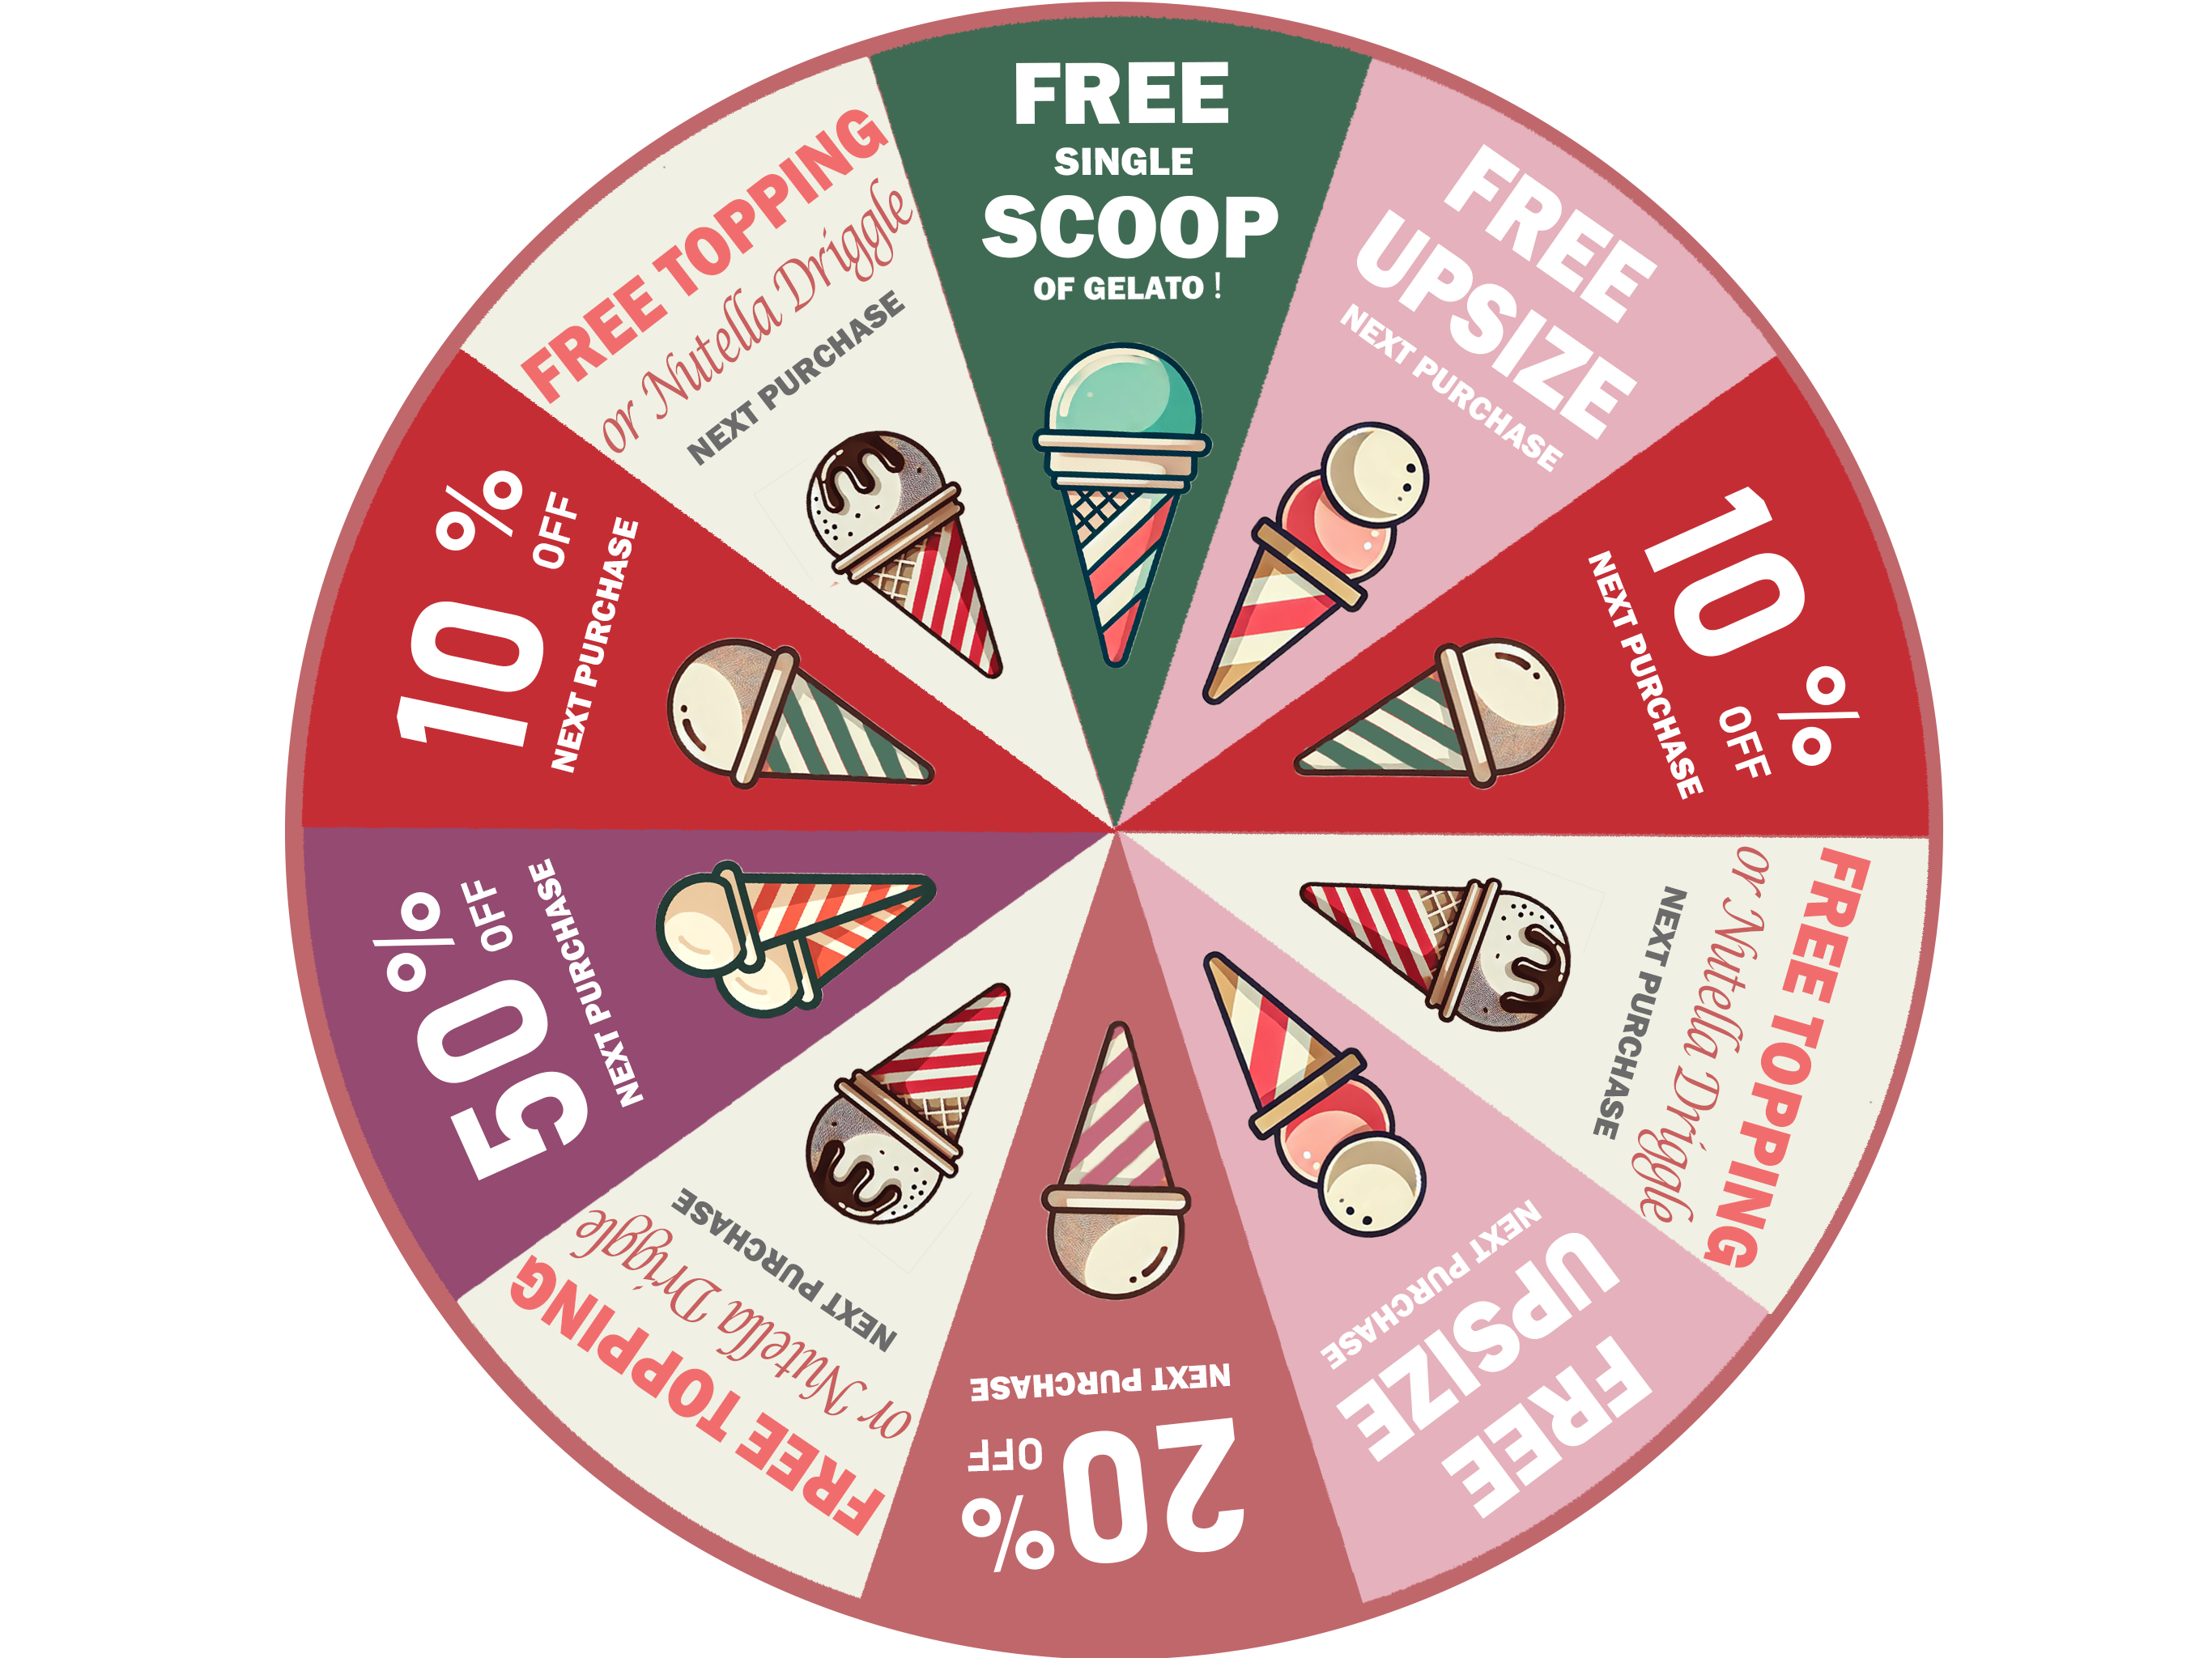 FREE
SINGLE
SCOOP
OF GELATO !
FREE
UPSIZE
NEXT PURCHASE
10%
OFF
NEXT PURCHASE
FREE TOPPING
or Nutella Driggle
NEXT PURCHASE
FREE
UPSIZE
NEXT PURCHASE
20%
OFF
NEXT PURCHASE
FREE TOPPING
or Nutella Driggle
NEXT PURCHASE
50%
OFF
NEXT PURCHASE
10%
OFF
NEXT PURCHASE
FREE TOPPING
or Nutella Driggle
NEXT PURCHASE